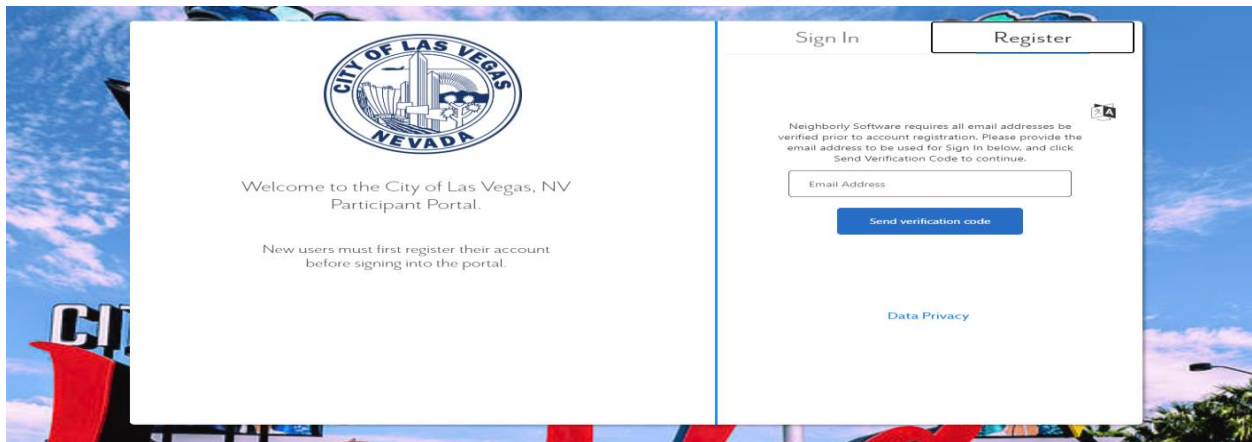 CITY OF LAS VEGAS
NEVADA
Welcome to the City of Las Vegas, NV
Participant Portal.
New users must first register their account
before signing into the portal.
Sign In
Register
Neighborly Software requires all email addresses be
verified prior to account registration. Please provide the
email address to be used for Sign In below, and click
Send Verification Code to continue.
Email Address
Send verification code
Data Privacy